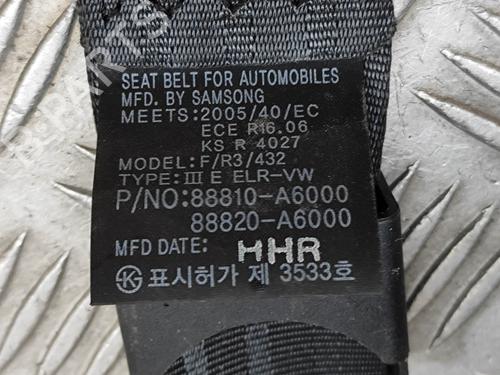 PARTS
SEAT BELT FOR AUTOMOBILES
MFD. BY SAMSONG
MEETS:2005/40/EC
ECE R16.06
KS R 4027
MODEL:F/R3/432
TYPE:III E ELR-VW
P/NO:88810-A6000
88820-A6000
MFD DATE: HHR
표시허가 제 3533호